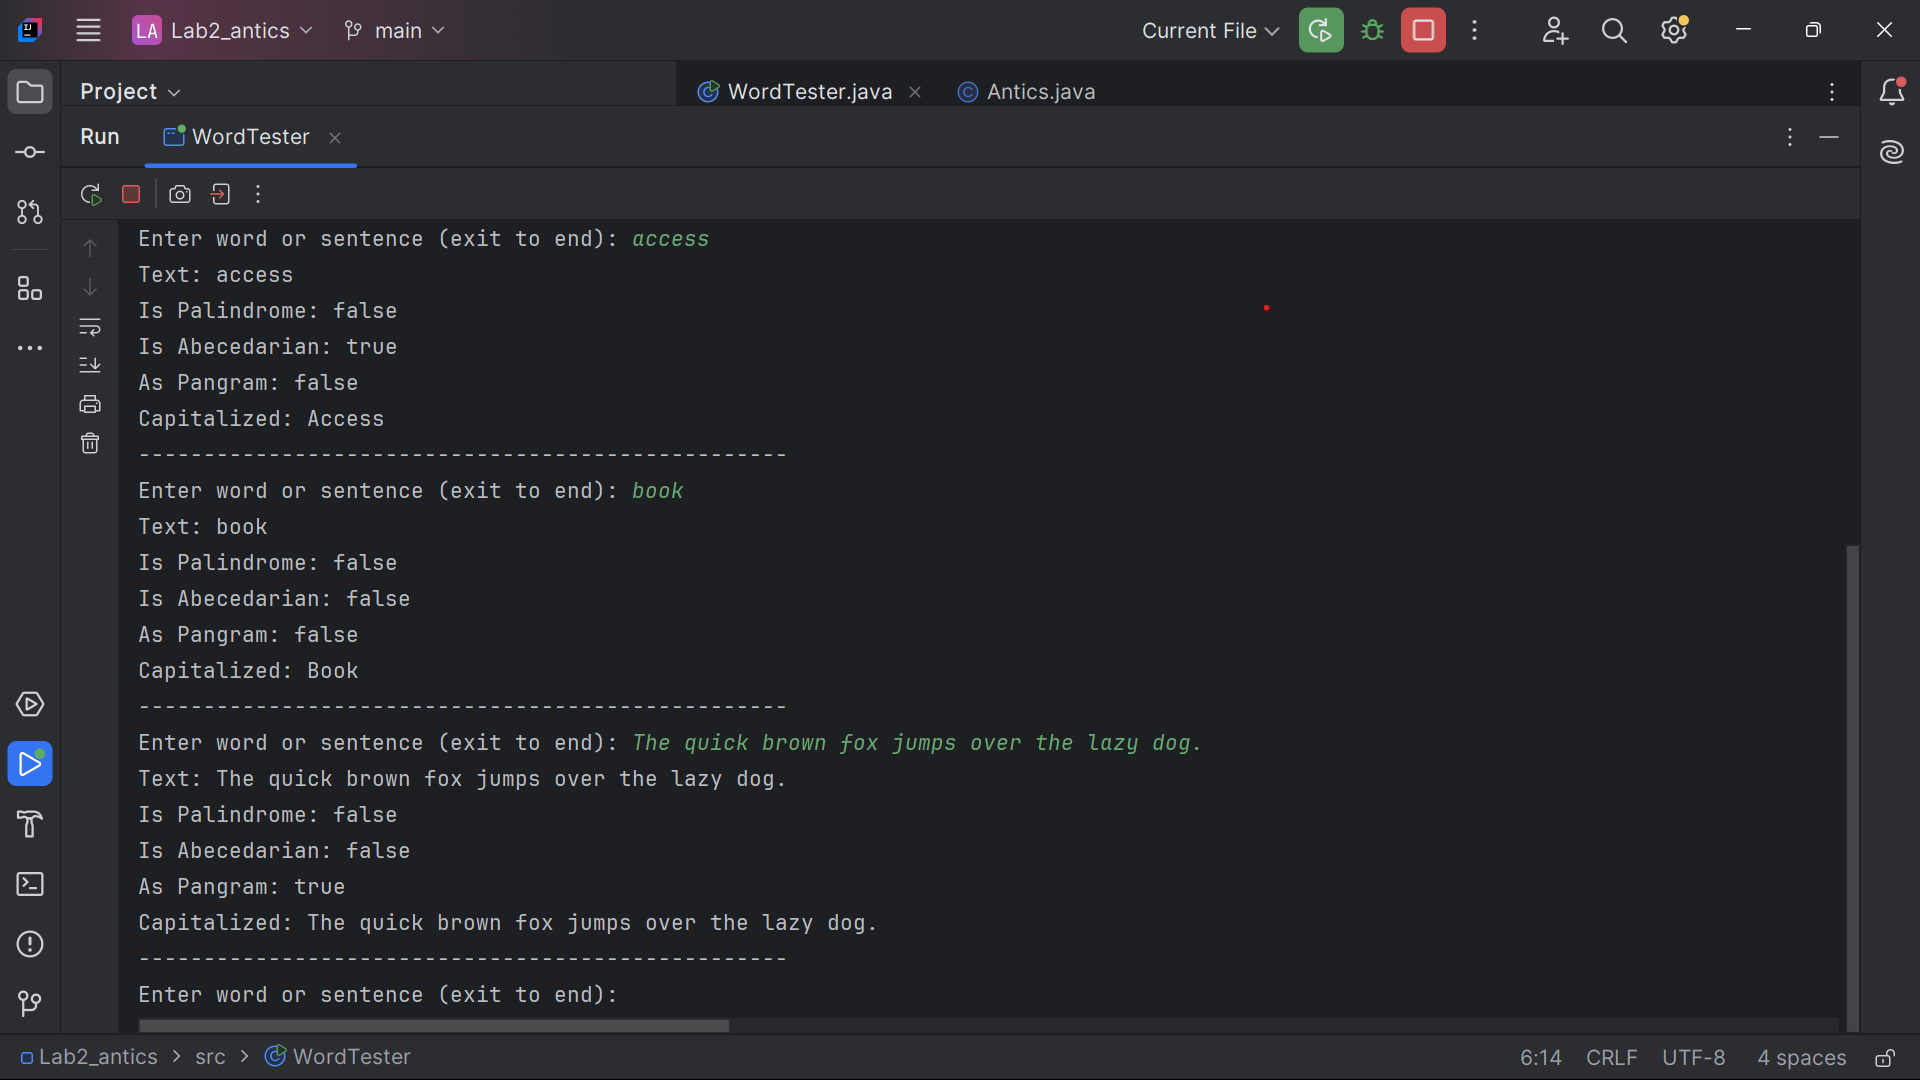 LA Lab2_antics main Current File
Project WordTester.java Antics.java
Run WordTester
Enter word or sentence (exit to end): access
Text: access
Is Palindrome: false
Is Abecedarian: true
As Pangram: false
Capitalized: Access
--------------------------------------------------
Enter word or sentence (exit to end): book
Text: book
Is Palindrome: false
Is Abecedarian: false
As Pangram: false
Capitalized: Book
--------------------------------------------------
Enter word or sentence (exit to end): The quick brown fox jumps over the lazy dog.
Text: The quick brown fox jumps over the lazy dog.
Is Palindrome: false
Is Abecedarian: false
As Pangram: true
Capitalized: The quick brown fox jumps over the lazy dog.
--------------------------------------------------
Enter word or sentence (exit to end):
Lab2_antics > src > WordTester 6:14 CRLF UTF-8 4 spaces